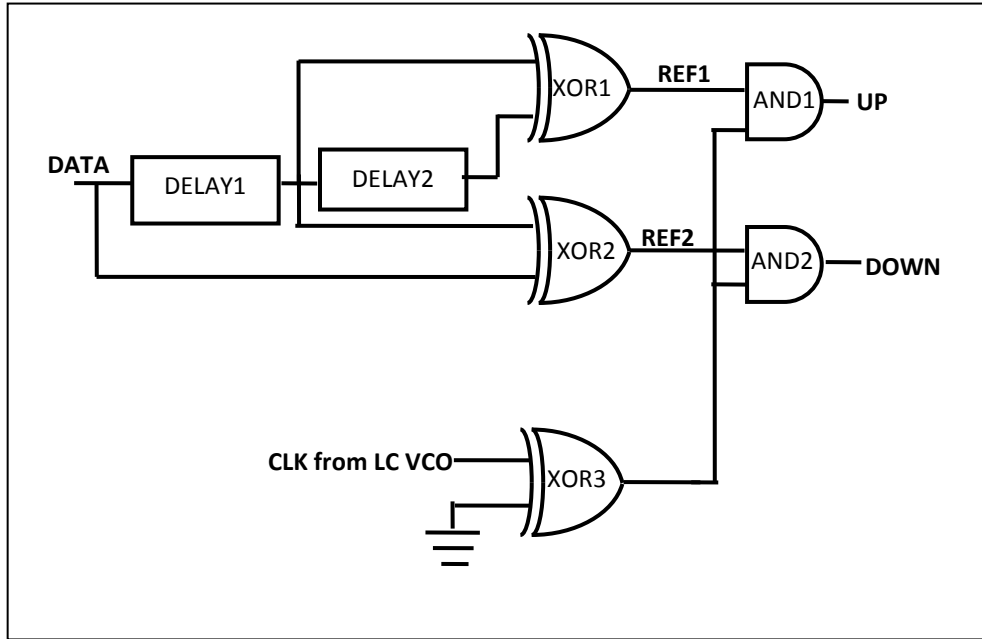 XOR1
REF1
AND1
UP
DATA
DELAY1
DELAY2
XOR2
REF2
AND2
DOWN
CLK from LC VCO
XOR3